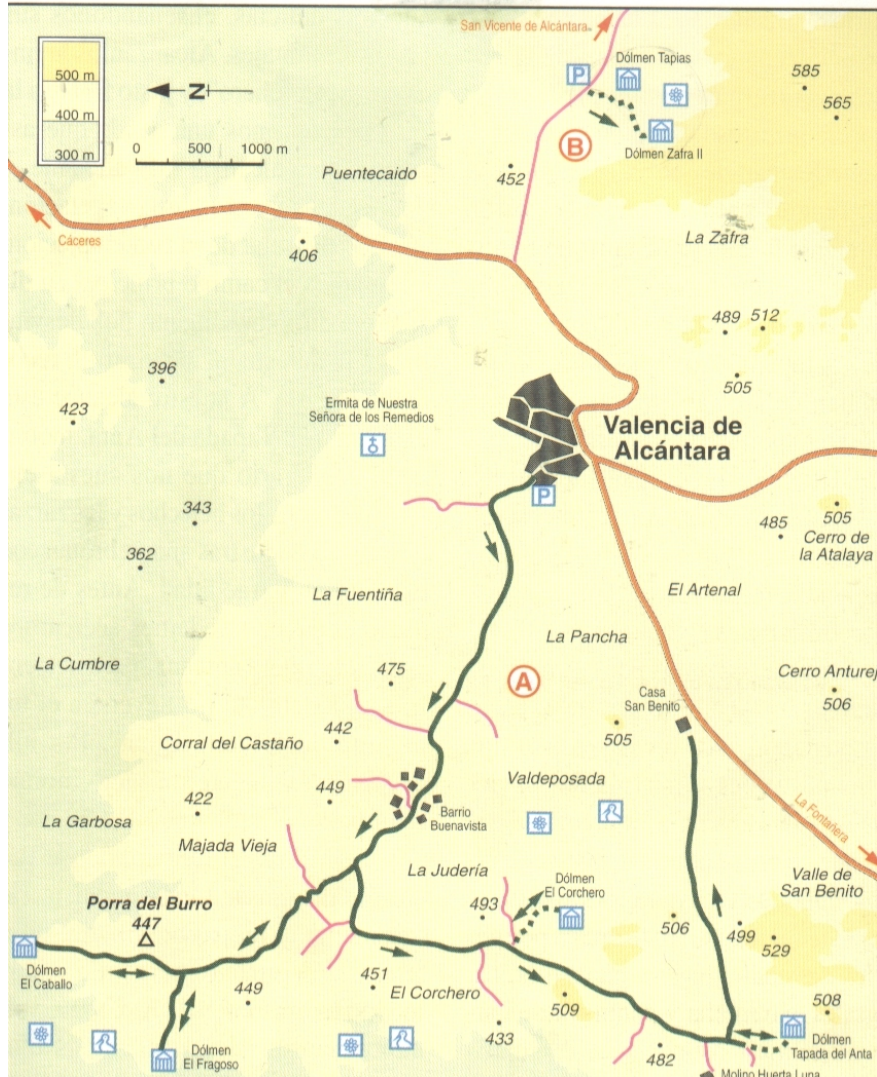 San Vicente de Alcántara
500 m
400 m
300 m
N
0 500 1000 m
P
Dólmen Tapias
585
565
B
Dólmen Zafra II
Puentecaido
452
Cáceres
406
La Zafra
489
512
505
396
423
Ermita de Nuestra
Señora de los Remedios
Valencia de
Alcántara
P
343
362
485
505
Cerro de
la Atalaya
La Fuentiña
El Artenal
La Pancha
La Cumbre
475
A
Casa
San Benito
Cerro Anturej
506
Corral del Castaño
442
505
449
422
Valdeposada
La Garbosa
Barrio
Buenavista
La Fontañera
Majada Vieja
La Judería
Dólmen
El Corchero
Valle de
San Benito
Porra del Burro
447
493
506
499
529
Dólmen
El Caballo
449
451
El Corchero
509
508
433
482
Dólmen
El Fragoso
Dólmen
Tapada del Anta
Molino Huerta Luna